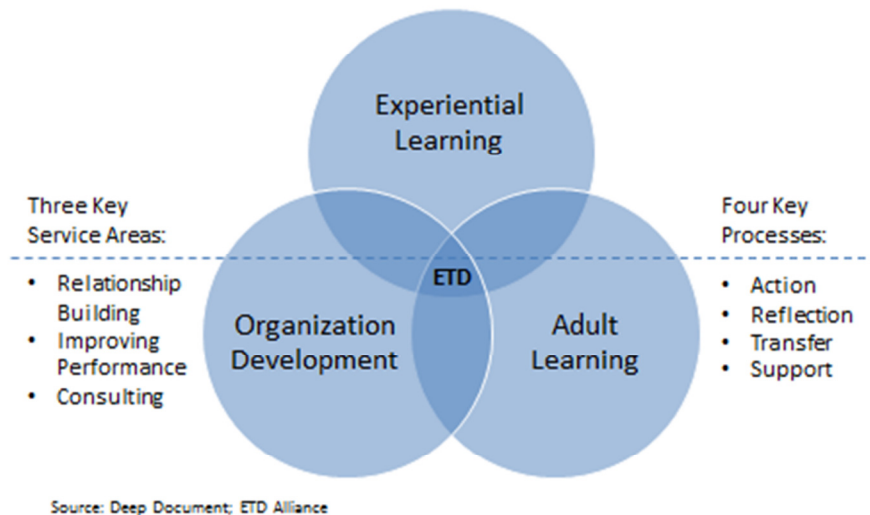 Experiential
Learning
Three Key
Service Areas:
• Relationship
Building
• Improving
Performance
• Consulting
ETD
Organization
Development
Adult
Learning
Four Key
Processes:
• Action
• Reflection
• Transfer
• Support
Source: Deep Document; ETD Alliance